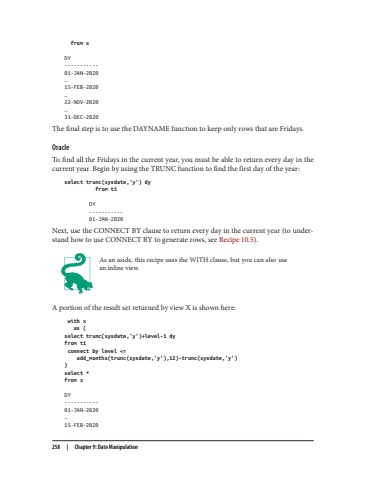 from x
DY
-----------
01-JAN-2020
…
15-FEB-2020
…
22-NOV-2020
…
31-DEC-2020
The final step is to use the DAYNAME function to keep only rows that are Fridays.
Oracle
To find all the Fridays in the current year, you must be able to return every day in the
current year. Begin by using the TRUNC function to find the first day of the year:
select trunc(sysdate,'y') dy
from t1
DY
-----------
01-JAN-2020
Next, use the CONNECT BY clause to return every day in the current year (to under-
stand how to use CONNECT BY to generate rows, see Recipe 10.5).
As an aside, this recipe uses the WITH clause, but you can also use
an inline view.
A portion of the result set returned by view X is shown here:
with x
as (
select trunc(sysdate,'y')+level-1 dy
from t1
connect by level <=
add_months(trunc(sysdate,'y'),12)-trunc(sysdate,'y')
)
select *
from x
DY
-----------
01-JAN-2020
…
15-FEB-2020
258 | Chapter 9: Date Manipulation